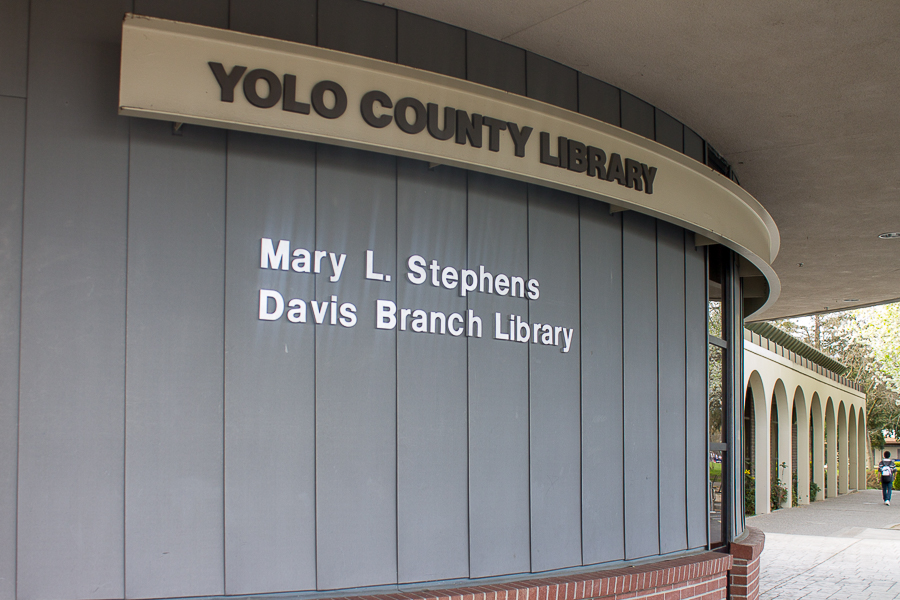 YOLO COUNTY LIBRARY
Mary L. Stephens
Davis Branch Library